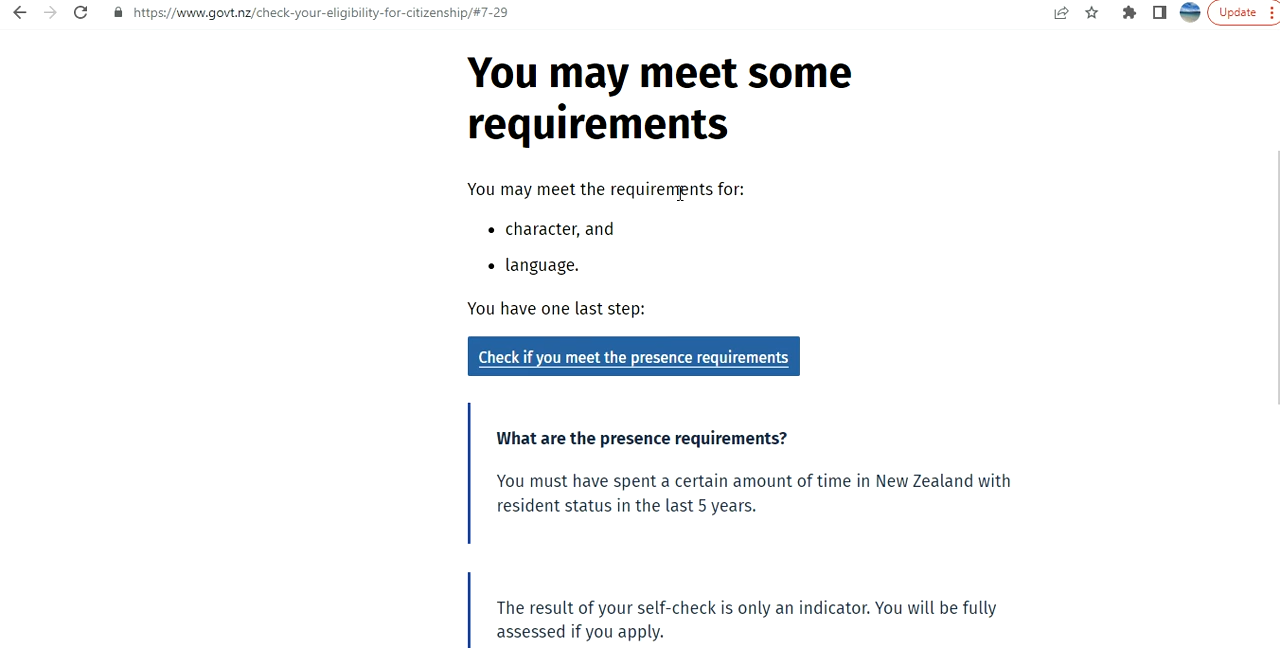 https://www.govt.nz/check-your-eligibility-for-citizenship/#7-29
Update
You may meet some
requirements
You may meet the requirements for:
• character, and
• language.
You have one last step:
Check if you meet the presence requirements
What are the presence requirements?
You must have spent a certain amount of time in New Zealand with
resident status in the last 5 years.
The result of your self-check is only an indicator. You will be fully
assessed if you apply.